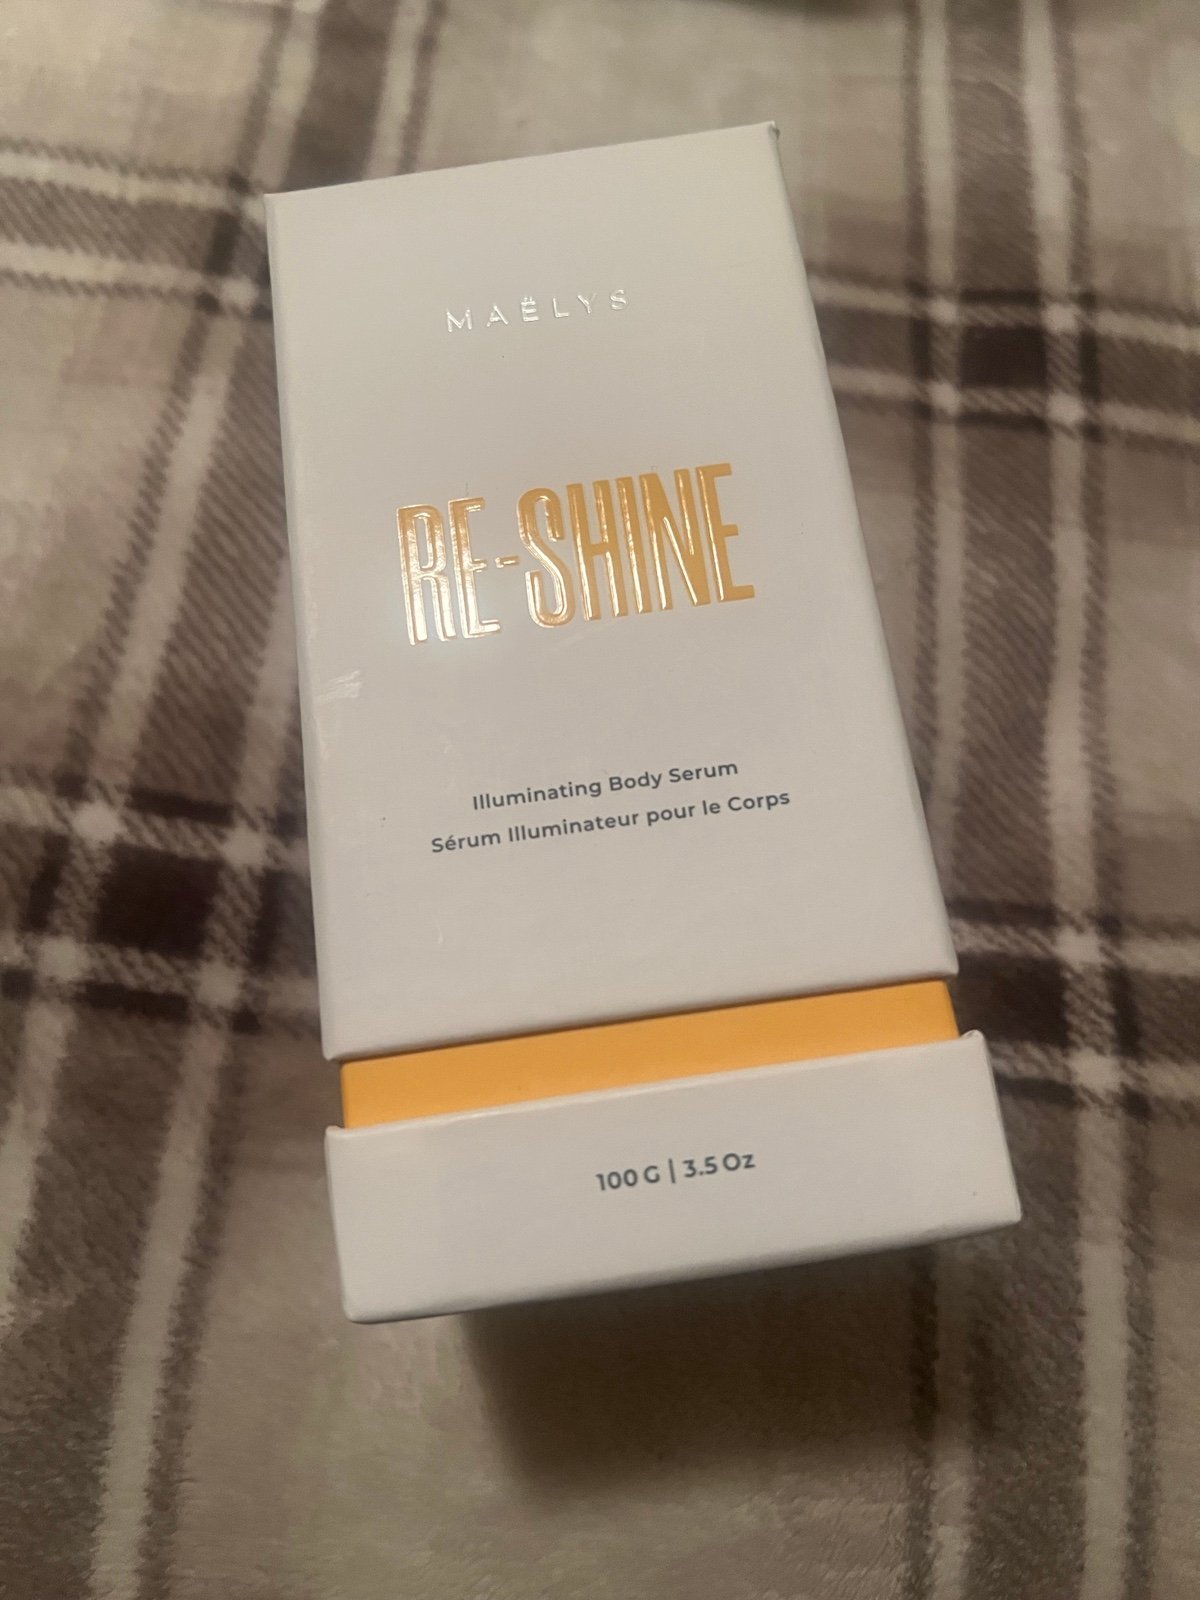 MAËLYS
RE-SHINE
Illuminating Body Serum
Sérum Illuminateur pour le Corps
100 G | 3.5 Oz